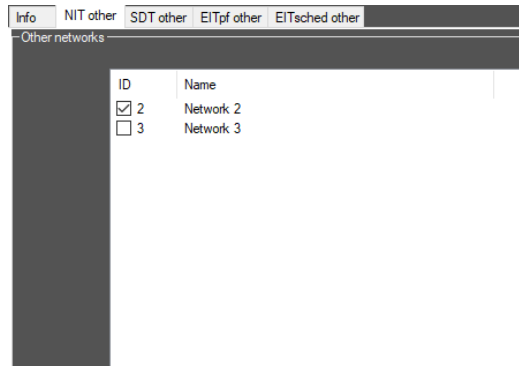 Info NIT other SDT other EITpf other EITsched other
Other networks
ID Name
2 Network 2
3 Network 3